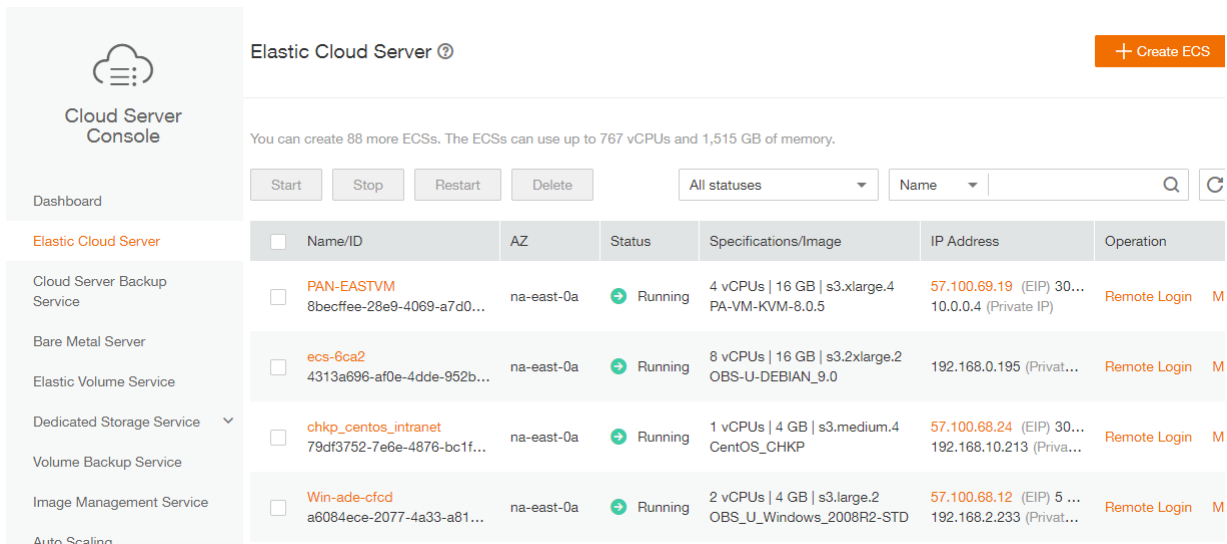 Cloud Server
Console
Dashboard
Elastic Cloud Server
Cloud Server Backup
Service
Bare Metal Server
Elastic Volume Service
Dedicated Storage Service
Volume Backup Service
Image Management Service
Auto Scaling
Elastic Cloud Server
+ Create ECS
You can create 88 more ECSs. The ECSs can use up to 767 vCPUs and 1,515 GB of memory.
Start Stop Restart Delete All statuses Name
Name/ID AZ Status Specifications/Image IP Address Operation
PAN-EASTVM 4 vCPUs | 16 GB | s3.xlarge.4 57.100.69.19 (EIP) 30...
na-east-0a Running Remote Login M
8becffee-28e9-4069-a7d0... PA-VM-KVM-8.0.5 10.0.0.4 (Private IP)
ecs-6ca2 8 vCPUs | 16 GB | s3.2xlarge.2
na-east-0a Running 192.168.0.195 (Privat... Remote Login M
4313a696-af0e-4dde-952b... OBS-U-DEBIAN_9.0
chkp_centos_intranet 1 vCPUs | 4 GB | s3.medium.4 57.100.68.24 (EIP) 30...
na-east-0a Running Remote Login M
79df3752-7e6e-4876-bc1f... CentOS_CHKP 192.168.10.213 (Priva...
Win-ade-cfcd 2 vCPUs | 4 GB | s3.large.2 57.100.68.12 (EIP) 5 ...
na-east-0a Running Remote Login M
a6084ece-2077-4a33-a81... OBS_U_Windows_2008R2-STD 192.168.2.233 (Privat...